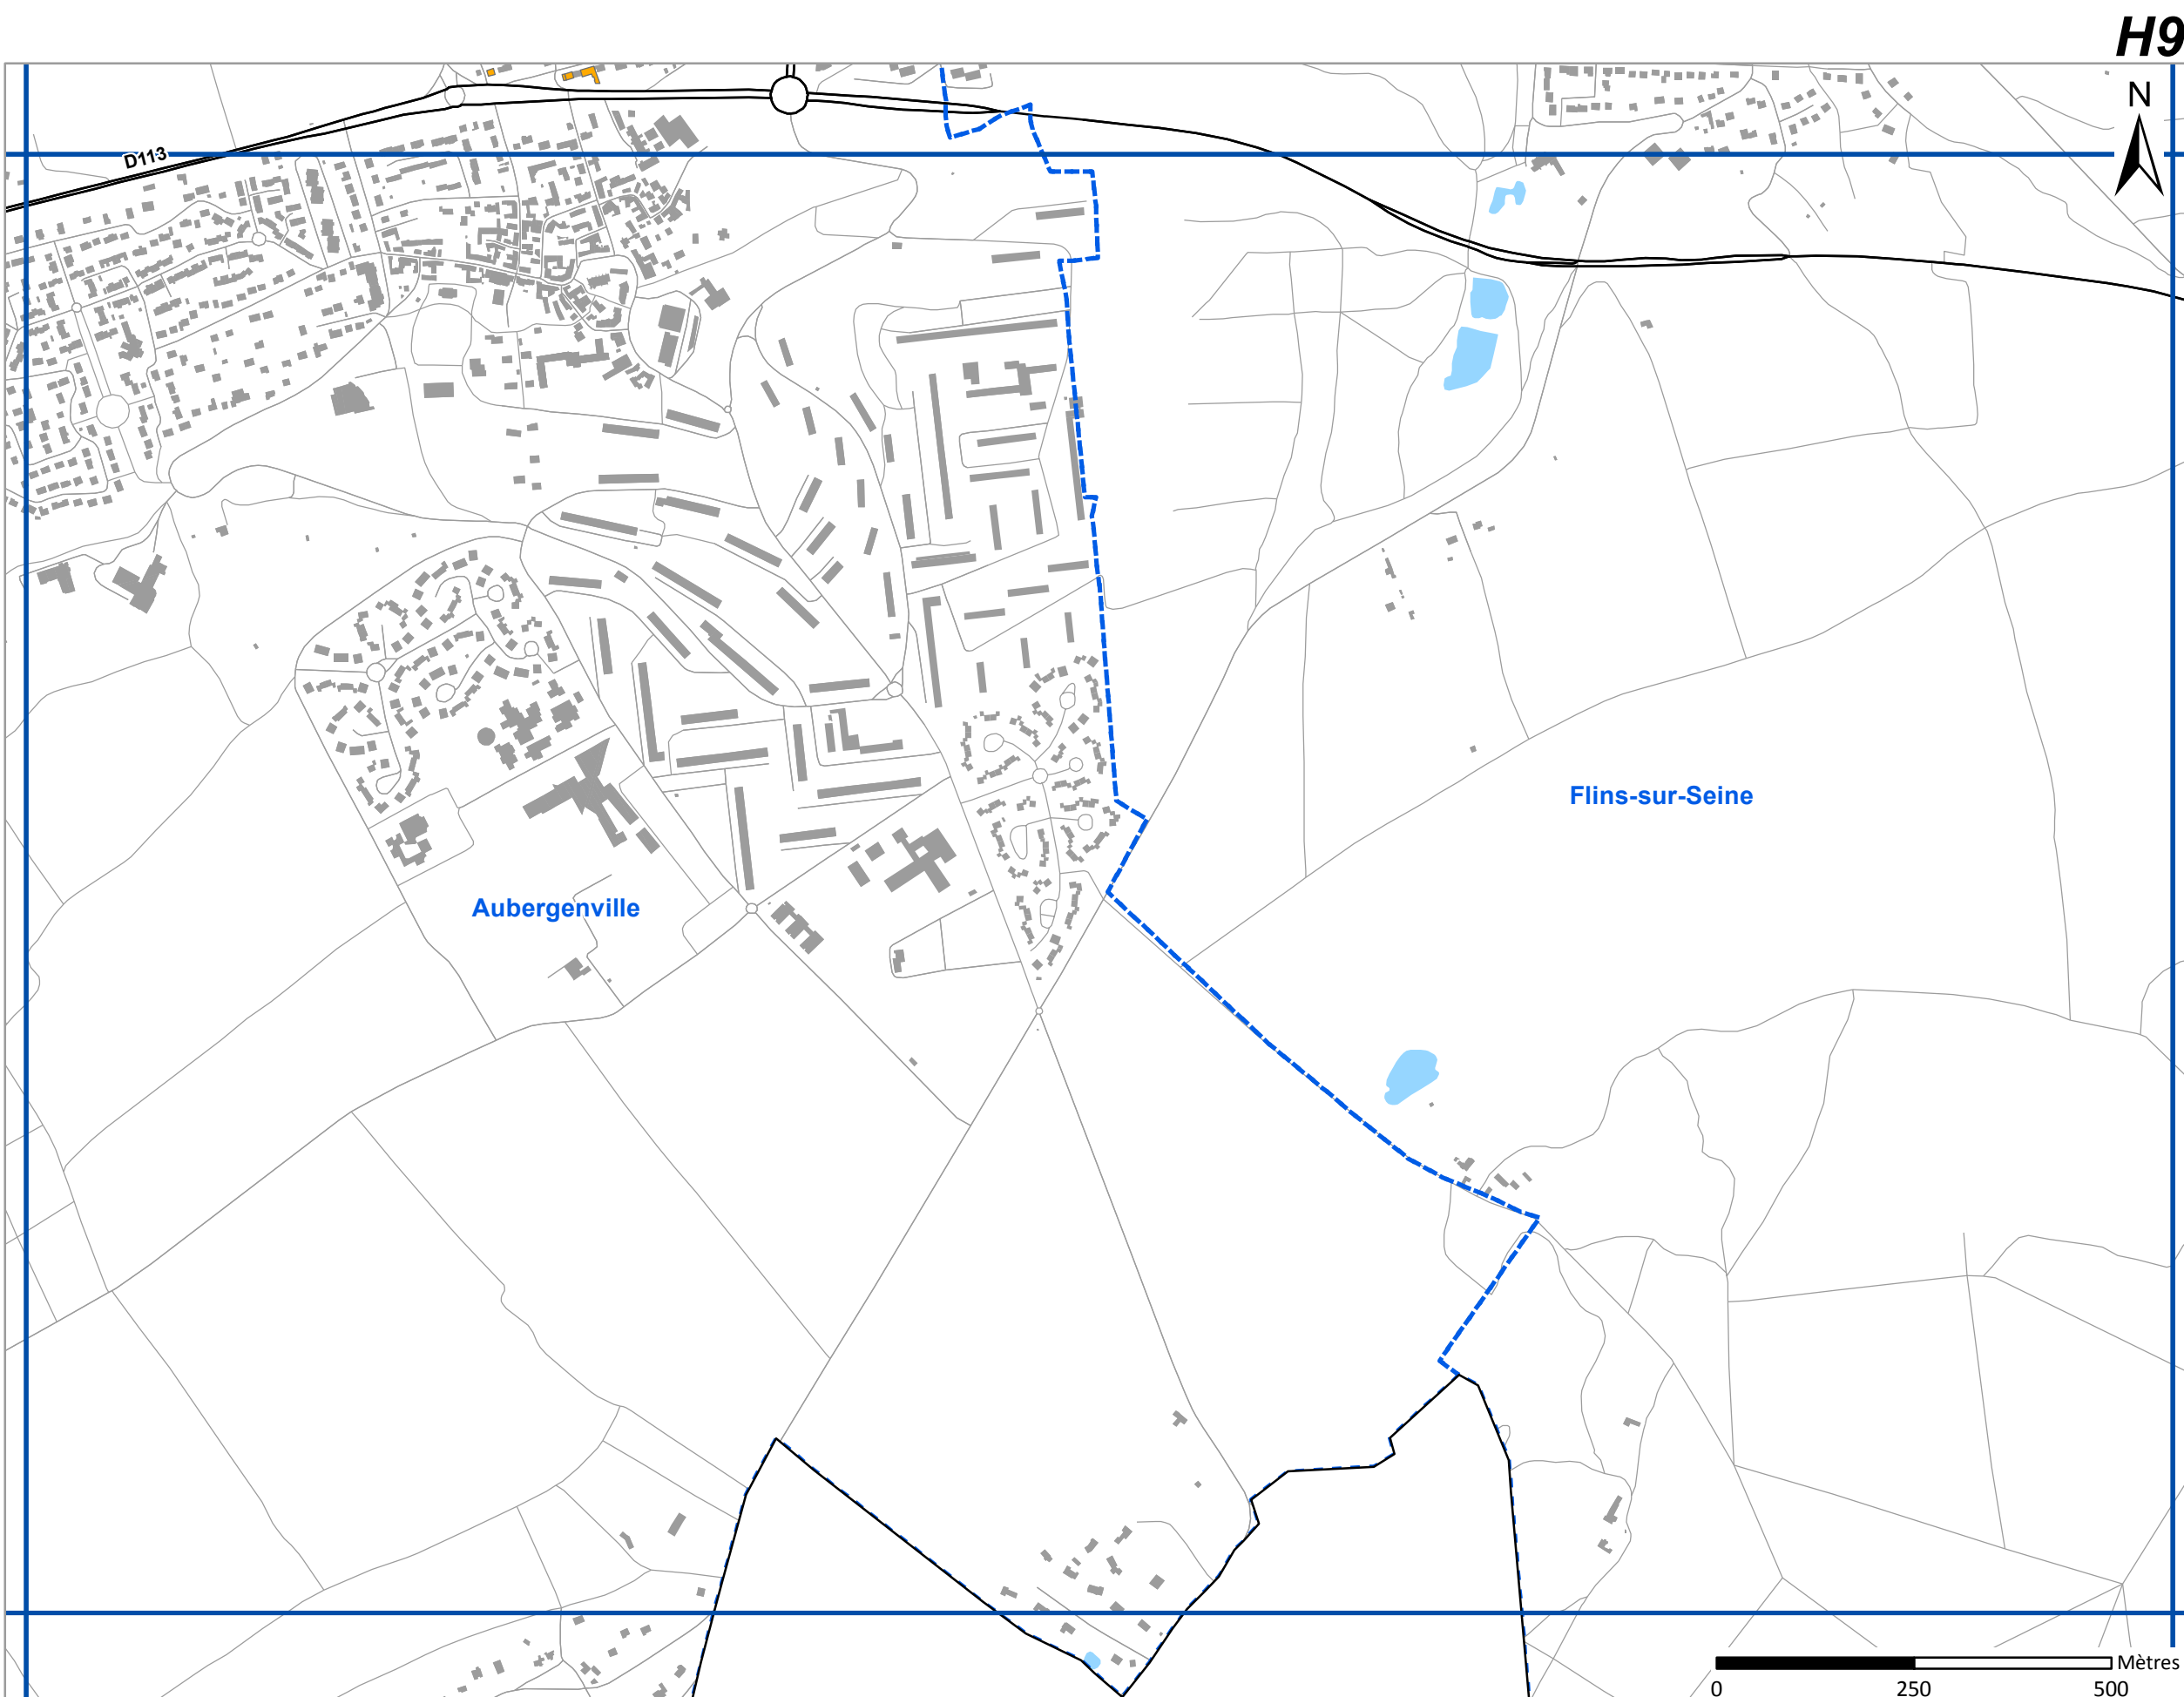 H9
N
D113
Flins-sur-Seine
Aubergenville
Mètres
0 250 500